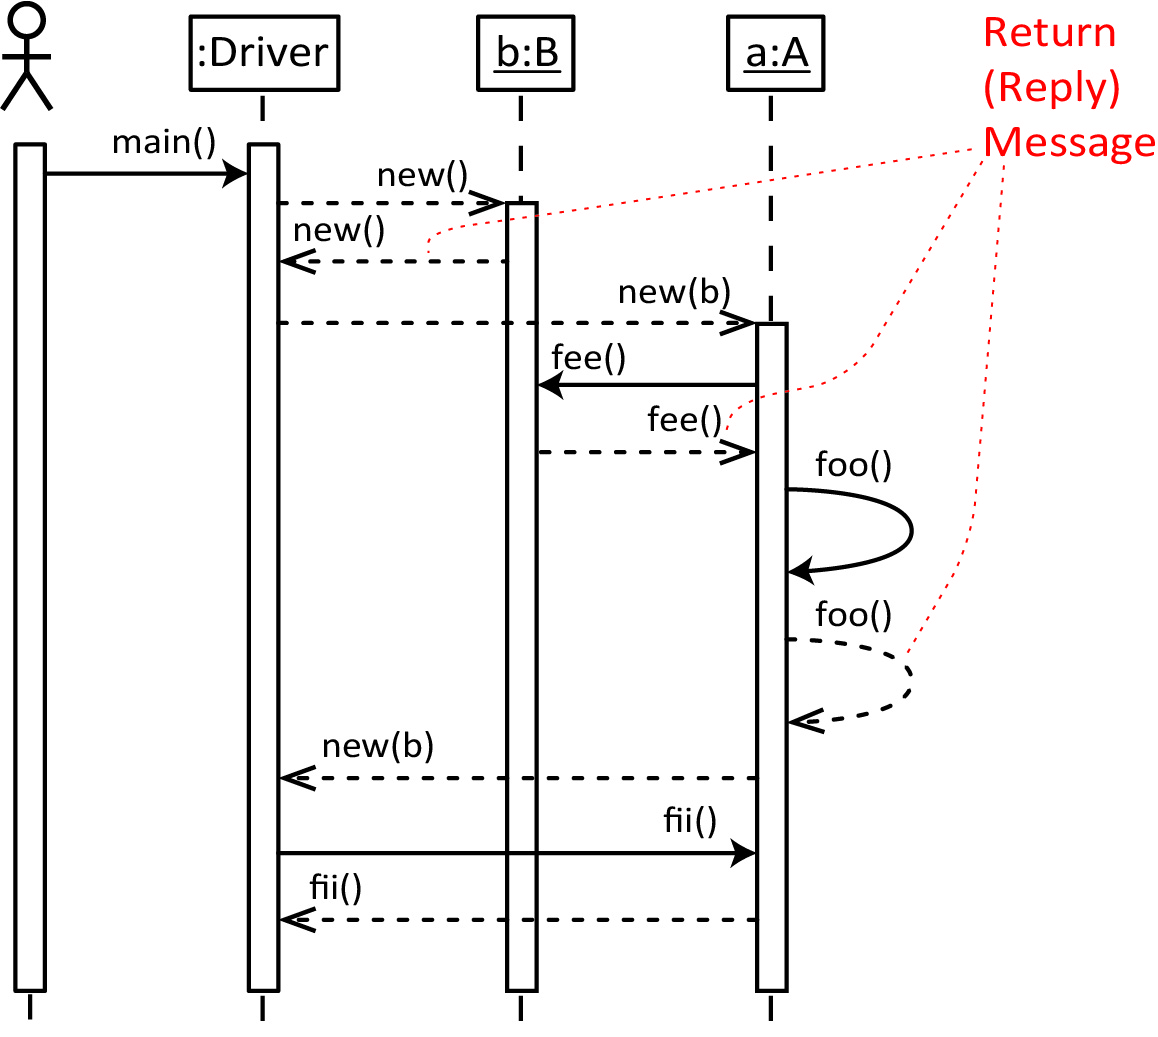 :Driver
b:B
a:A
Return
(Reply)
Message
main()
new()
new()
new(b)
fee()
fee()
foo()
foo()
new(b)
fii()
fii()